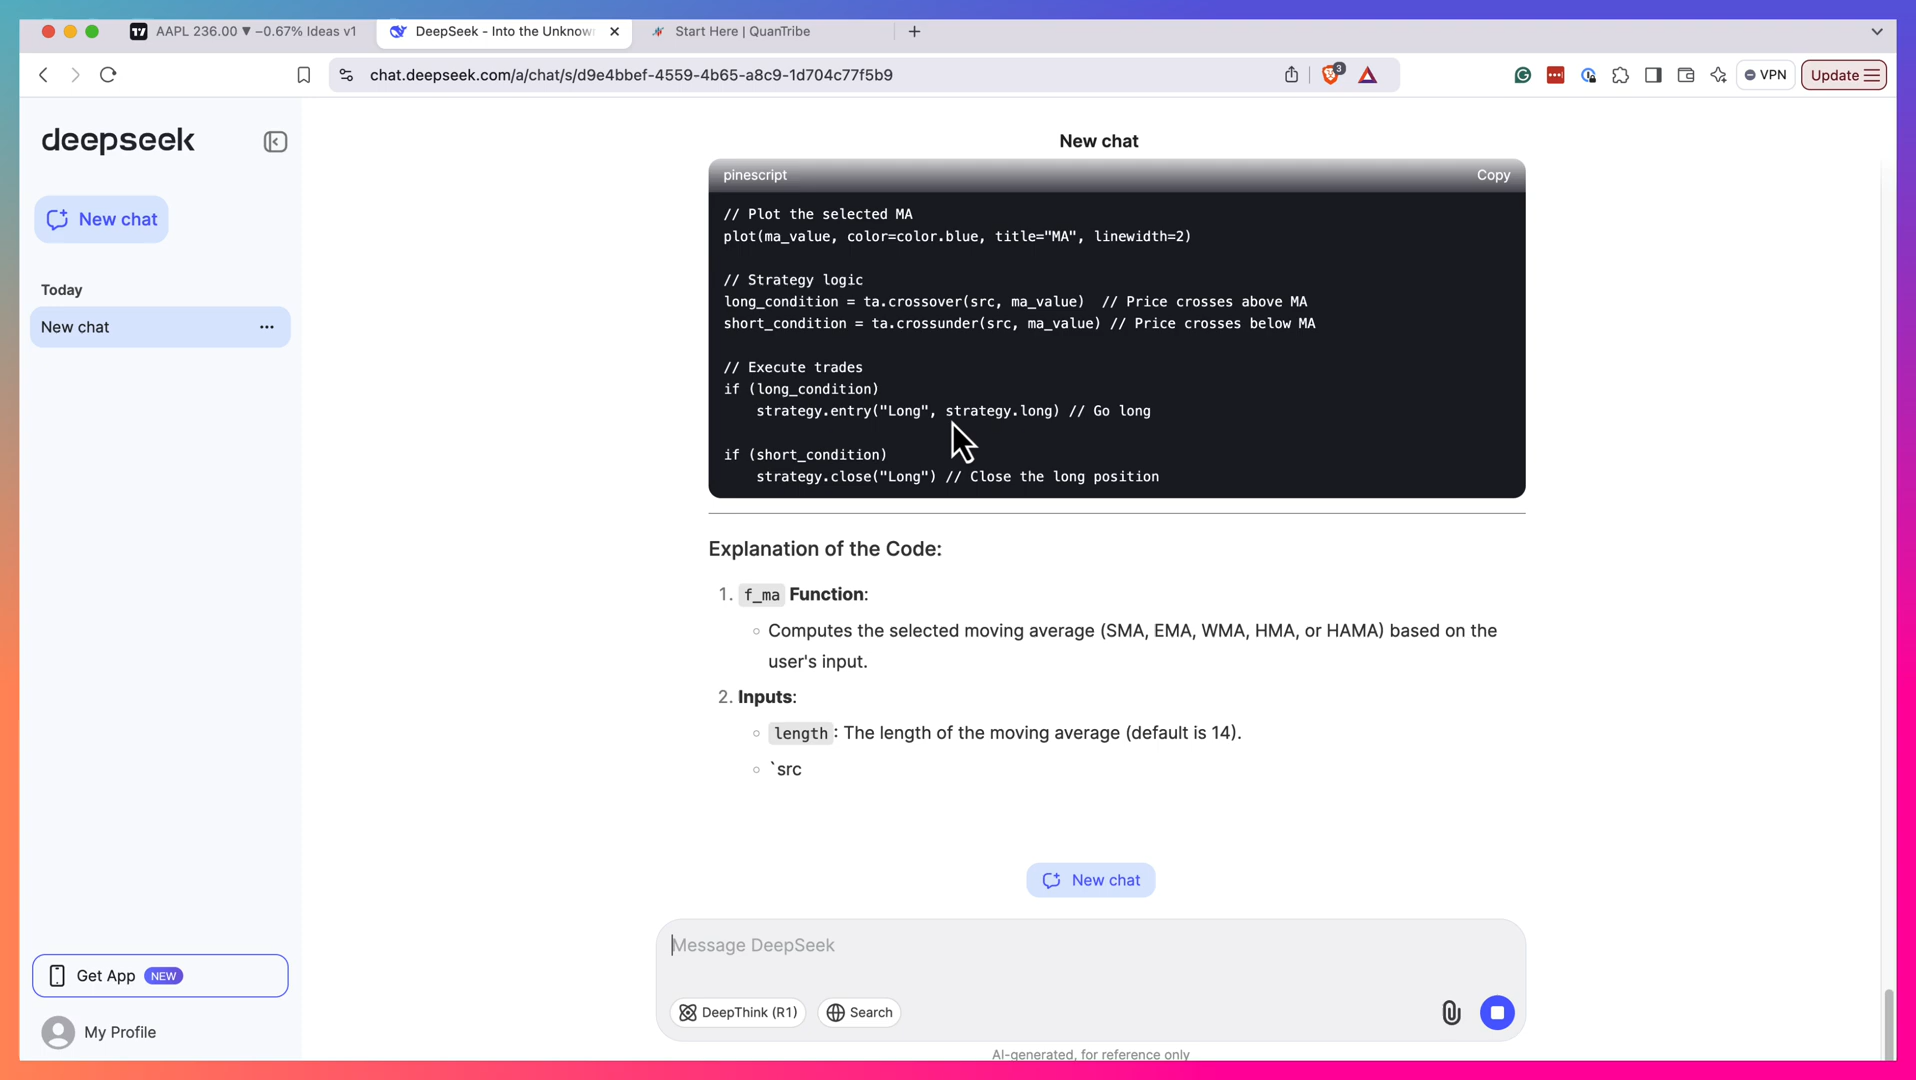 AAPL 236.00 ▼ −0.67% Ideas v1
DeepSeek - Into the Unknown
Start Here | QuanTribe
chat.deepseek.com/a/chat/s/d9e4bbef-4559-4b65-a8c9-1d704c77f5b9
3
VPN
Update
deepseek
New chat
Today
New chat
New chat
pinescript
Copy
// Plot the selected MA
plot(ma_value, color=color.blue, title="MA", linewidth=2)
// Strategy logic
long_condition = ta.crossover(src, ma_value)  // Price crosses above MA
short_condition = ta.crossunder(src, ma_value) // Price crosses below MA
// Execute trades
if (long_condition)
    strategy.entry("Long", strategy.long) // Go long
if (short_condition)
    strategy.close("Long") // Close the long position
Explanation of the Code:
1. f_ma Function:
Computes the selected moving average (SMA, EMA, WMA, HMA, or HAMA) based on the
user's input.
2. Inputs:
length: The length of the moving average (default is 14).
`src
New chat
Message DeepSeek
DeepThink (R1)
Search
AI-generated, for reference only
Get App NEW
My Profile